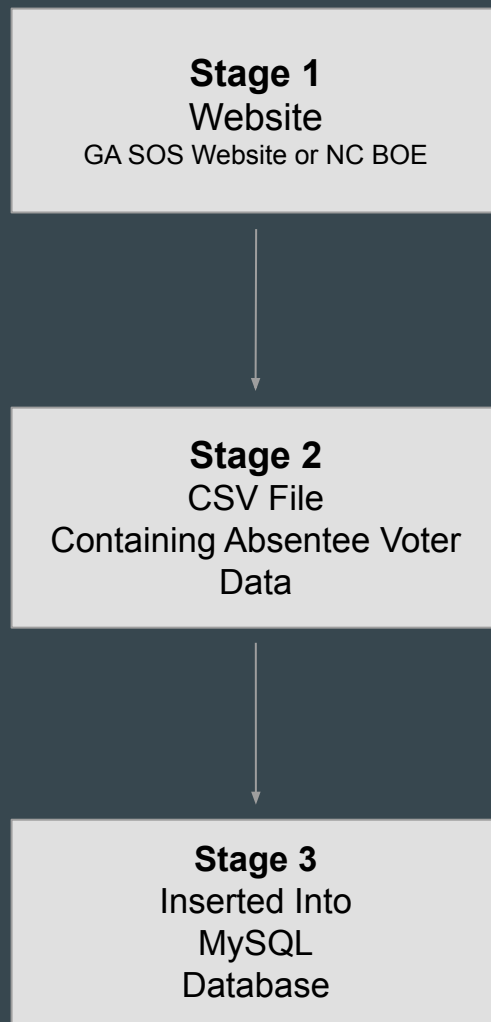 Stage 1
Website
GA SOS Website or NC BOE
Stage 2
CSV File
Containing Absentee Voter
Data
Stage 3
Inserted Into
MySQL
Database